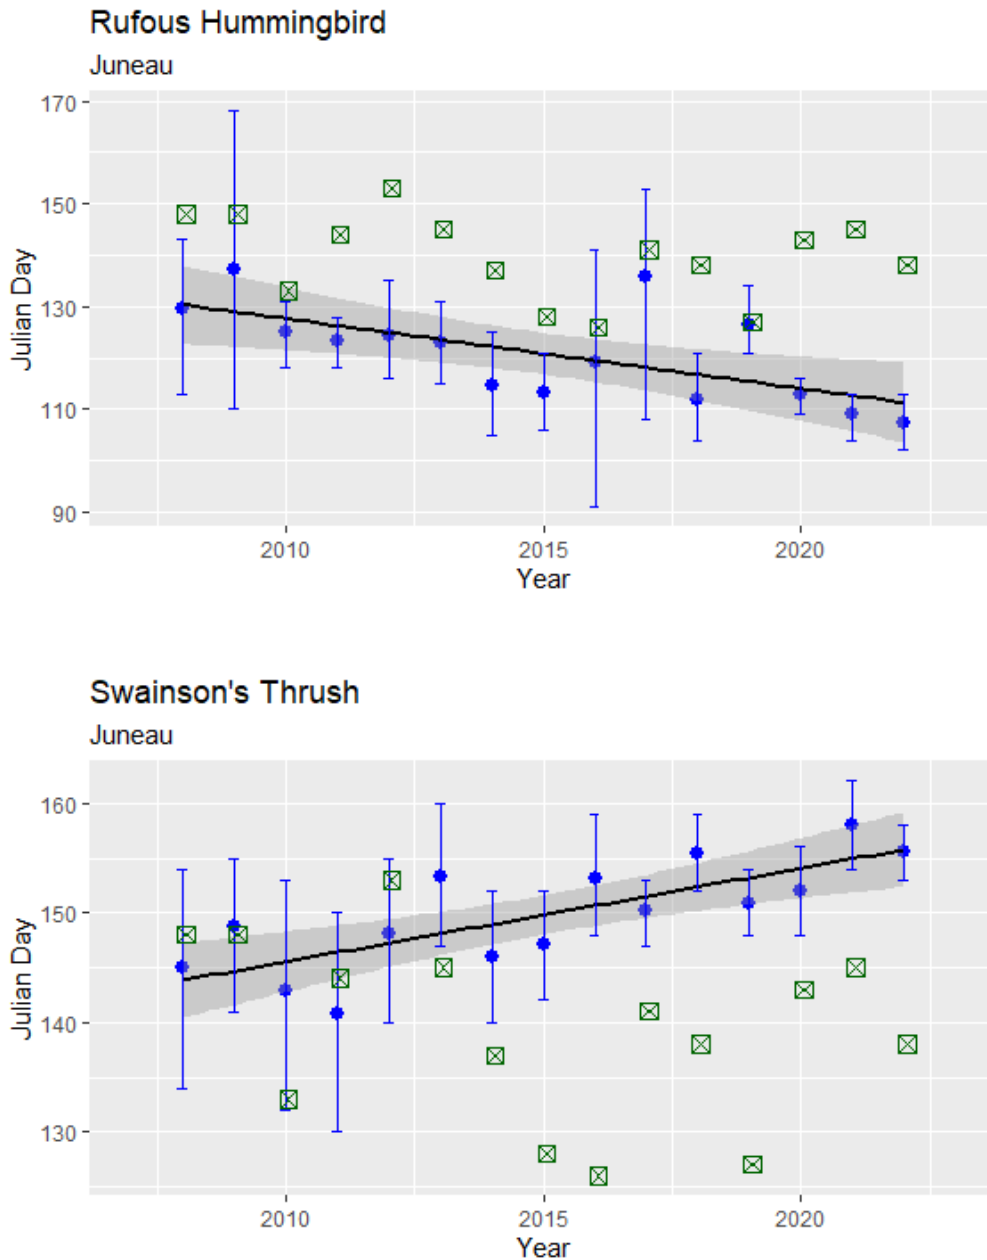 Rufous Hummingbird
Juneau
170
150
130
110
90
Julian Day
2010 2015 2020
Year
Swainson's Thrush
Juneau
160
150
140
130
Julian Day
2010 2015 2020
Year